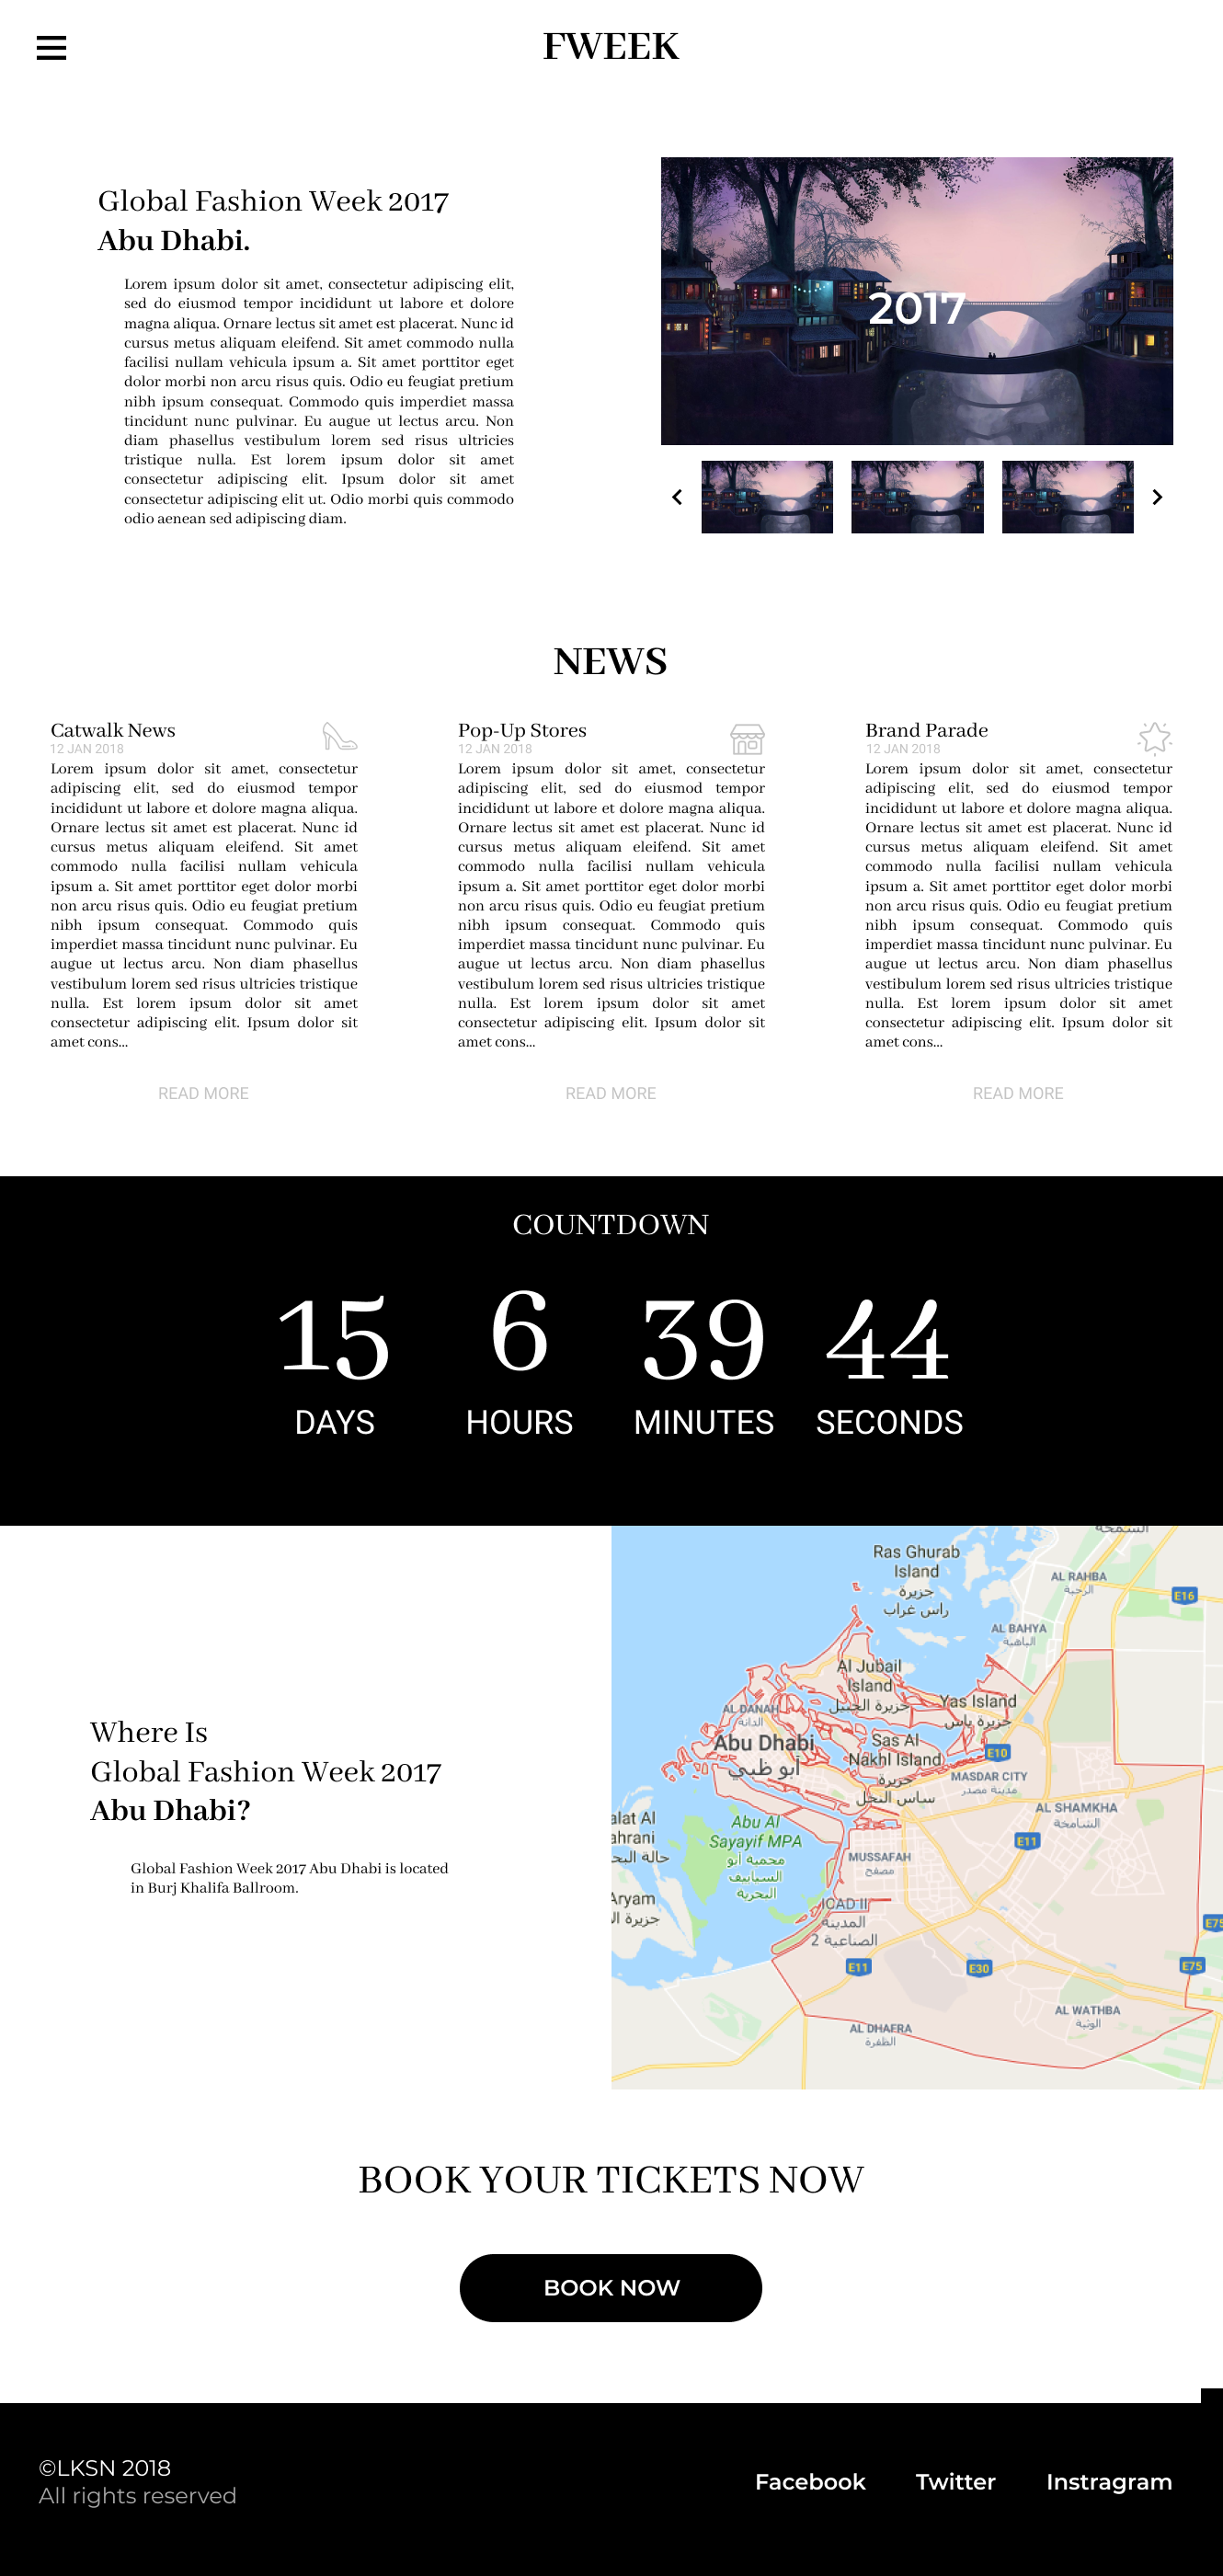 FWEEK
Global Fashion Week 2017
Abu Dhabi.
Lorem ipsum dolor sit amet, consectetur adipiscing elit,
sed do eiusmod tempor incididunt ut labore et dolore
magna aliqua. Ornare lectus sit amet est placerat. Nunc id
cursus metus aliquam eleifend. Sit amet commodo nulla
facilisi nullam vehicula ipsum a. Sit amet porttitor eget
dolor morbi non arcu risus quis. Odio eu feugiat pretium
nibh ipsum consequat. Commodo quis imperdiet massa
tincidunt nunc pulvinar. Eu augue ut lectus arcu. Non
diam phasellus vestibulum lorem sed risus ultricies
tristique nulla. Est lorem ipsum dolor sit amet
consectetur adipiscing elit. Ipsum dolor sit amet
consectetur adipiscing elit ut. Odio morbi quis commodo
odio aenean sed adipiscing diam.
2017
NEWS
Catwalk News
12 JAN 2018
Lorem ipsum dolor sit amet, consectetur
adipiscing elit, sed do eiusmod tempor
incididunt ut labore et dolore magna aliqua.
Ornare lectus sit amet est placerat. Nunc id
cursus metus aliquam eleifend. Sit amet
commodo nulla facilisi nullam vehicula
ipsum a. Sit amet porttitor eget dolor morbi
non arcu risus quis. Odio eu feugiat pretium
nibh ipsum consequat. Commodo quis
imperdiet massa tincidunt nunc pulvinar. Eu
augue ut lectus arcu. Non diam phasellus
vestibulum lorem sed risus ultricies tristique
nulla. Est lorem ipsum dolor sit amet
consectetur adipiscing elit. Ipsum dolor sit
amet cons...
READ MORE
Pop-Up Stores
12 JAN 2018
Lorem ipsum dolor sit amet, consectetur
adipiscing elit, sed do eiusmod tempor
incididunt ut labore et dolore magna aliqua.
Ornare lectus sit amet est placerat. Nunc id
cursus metus aliquam eleifend. Sit amet
commodo nulla facilisi nullam vehicula
ipsum a. Sit amet porttitor eget dolor morbi
non arcu risus quis. Odio eu feugiat pretium
nibh ipsum consequat. Commodo quis
imperdiet massa tincidunt nunc pulvinar. Eu
augue ut lectus arcu. Non diam phasellus
vestibulum lorem sed risus ultricies tristique
nulla. Est lorem ipsum dolor sit amet
consectetur adipiscing elit. Ipsum dolor sit
amet cons...
READ MORE
Brand Parade
12 JAN 2018
Lorem ipsum dolor sit amet, consectetur
adipiscing elit, sed do eiusmod tempor
incididunt ut labore et dolore magna aliqua.
Ornare lectus sit amet est placerat. Nunc id
cursus metus aliquam eleifend. Sit amet
commodo nulla facilisi nullam vehicula
ipsum a. Sit amet porttitor eget dolor morbi
non arcu risus quis. Odio eu feugiat pretium
nibh ipsum consequat. Commodo quis
imperdiet massa tincidunt nunc pulvinar. Eu
augue ut lectus arcu. Non diam phasellus
vestibulum lorem sed risus ultricies tristique
nulla. Est lorem ipsum dolor sit amet
consectetur adipiscing elit. Ipsum dolor sit
amet cons...
READ MORE
COUNTDOWN
15 6 39 44
DAYS HOURS MINUTES SECONDS
Where Is
Global Fashion Week 2017
Abu Dhabi?
Global Fashion Week 2017 Abu Dhabi is located
in Burj Khalifa Ballroom.
Ras Ghurab
Island
جزيرة
راس غراب
AL RAHBA
الرحبة
E16
AL BAHYA
الباهية
Al Jubail
Island
جزيرة الجبيل
Yas Island
جزيرة ياس
AL DANAH
الدانة
Abu Dhabi
أبو ظبي
Sas Al
Nakhl Island
جزيرة
ساس النخل
E10
MASDAR CITY
مدينة مصدر
AL SHAMKHA
الشامخة
alat Al
ahrani
Abu Al
Sayayif MPA
محمية أبو
السياييف
البحرية
E11
MUSSAFAH
مصفح
Aryam
ICAD II
المدينة
الصناعية 2
E75
E11
E30
E75
AL WATHBA
الوثبة
AL DHAFRA
الظفرة
BOOK YOUR TICKETS NOW
BOOK NOW
©LKSN 2018
All rights reserved
Facebook Twitter Instragram